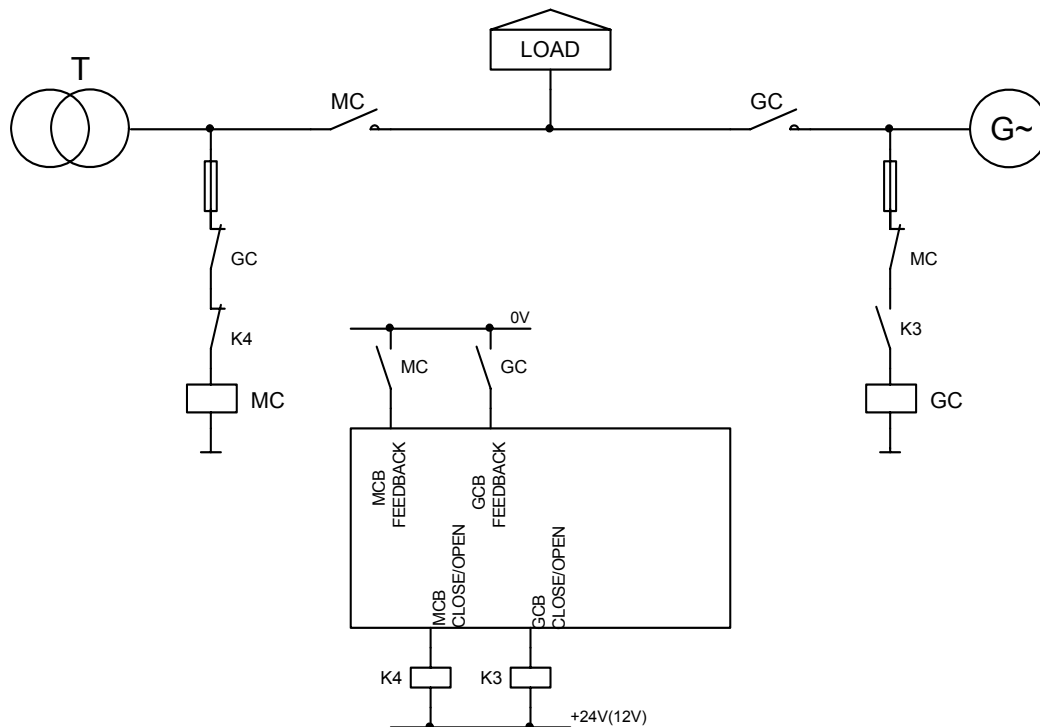 LOAD
T
MC
GC
G~
GC
MC
K4
K3
0V
MC
GC
MC
GC
MCB
FEEDBACK
GCB
FEEDBACK
MCB
CLOSE/OPEN
GCB
CLOSE/OPEN
K4
K3
+24V(12V)